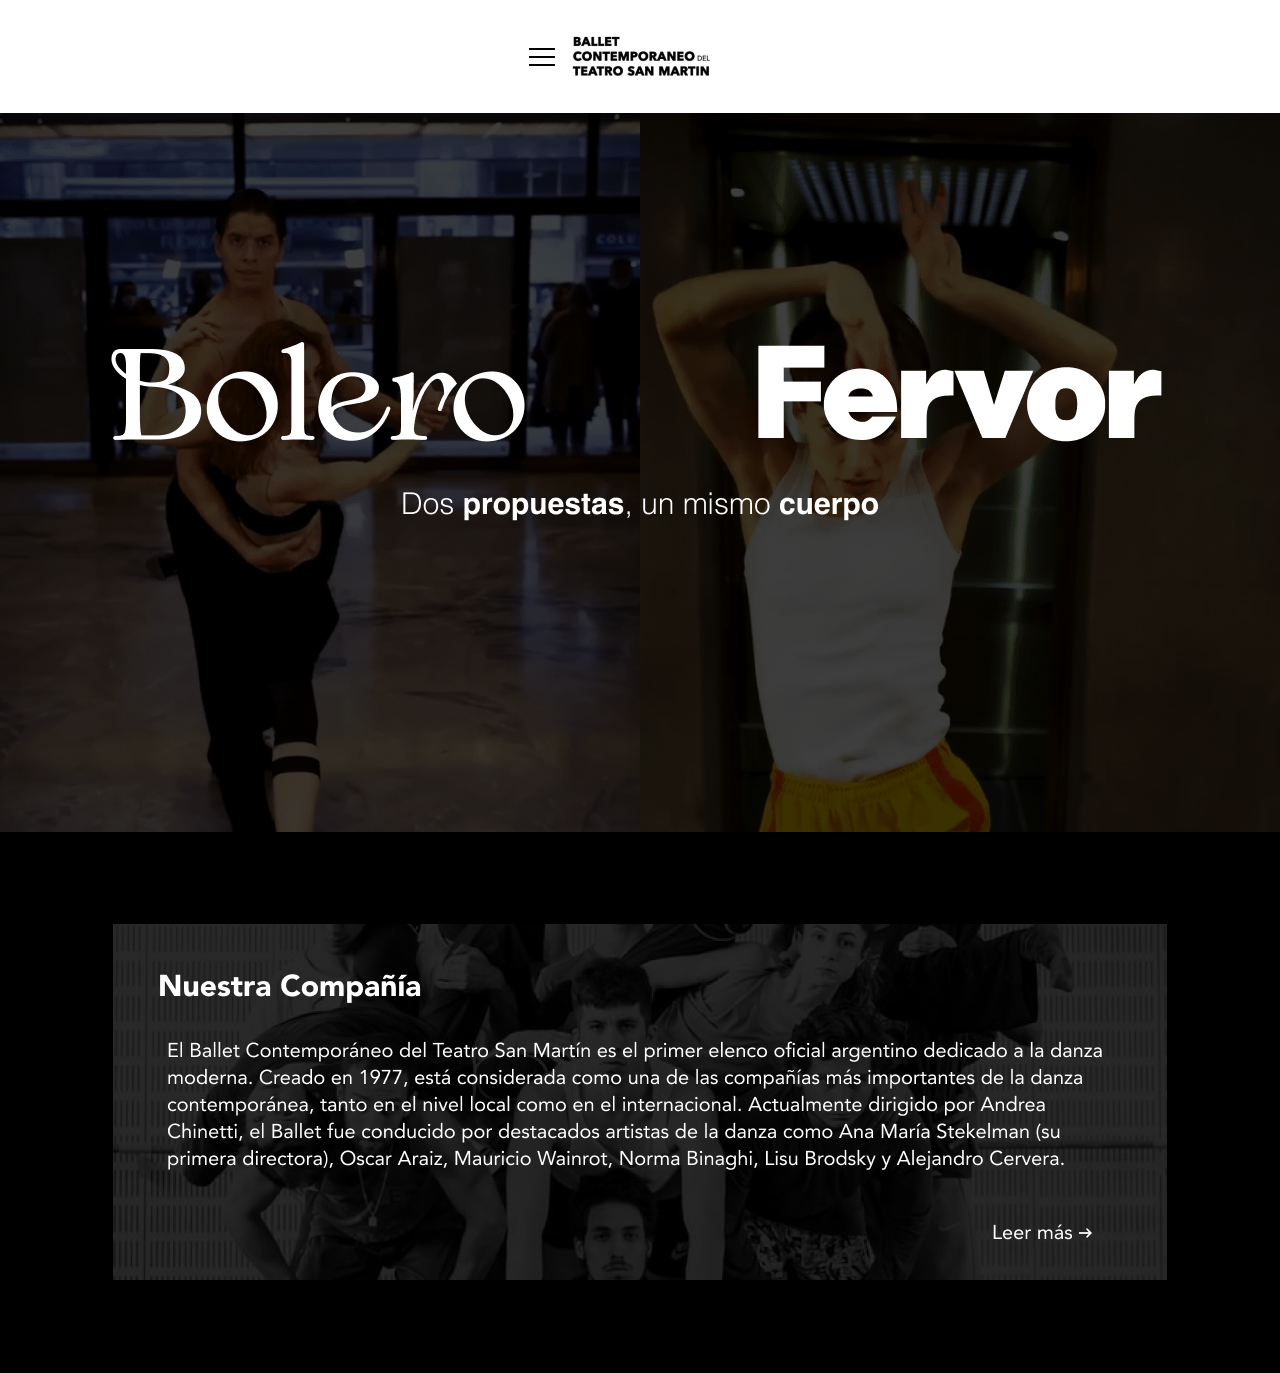 BALLET
CONTEMPORANEO DEL
TEATRO SAN MARTIN
COLU
Bolero
Fervor
Dos propuestas, un mismo cuerpo
Nuestra Compañía
El Ballet Contemporáneo del Teatro San Martín es el primer elenco oficial argentino dedicado a la danza
moderna. Creado en 1977, está considerada como una de las compañías más importantes de la danza
contemporánea, tanto en el nivel local como en el internacional. Actualmente dirigido por Andrea
Chinetti, el Ballet fue conducido por destacados artistas de la danza como Ana María Stekelman (su
primera directora), Oscar Araiz, Mauricio Wainrot, Norma Binaghi, Lisu Brodsky y Alejandro Cervera.
Leer más →